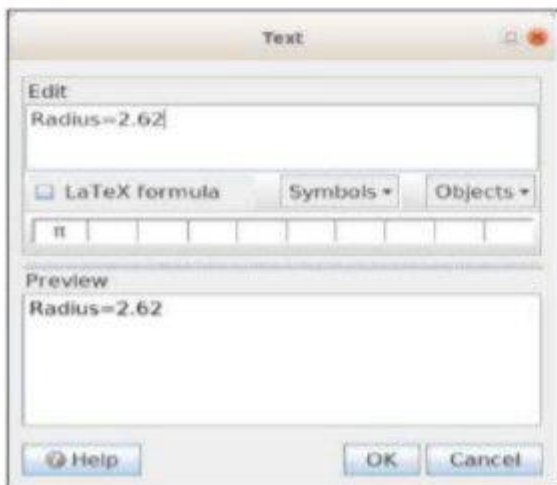 Text
Edit
Radius=2.62
LaTeX formula Symbols Objects
π
Preview
Radius=2.62
Help OK Cancel